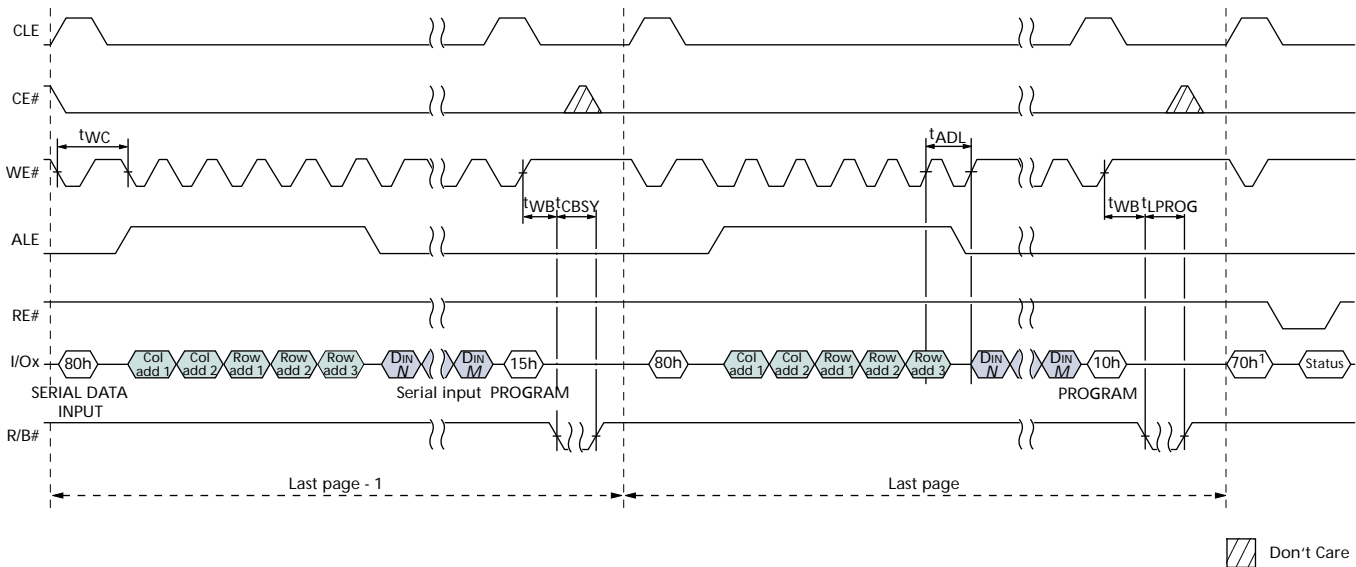 CLE
CE#
tWC
tADL
WE#
tWB tCBSY
tWB tLPROG
ALE
RE#
I/Ox
80h
Col add 1
Col add 2
Row add 1
Row add 2
Row add 3
DIN N
DIN M
15h
80h
Col add 1
Col add 2
Row add 1
Row add 2
Row add 3
DIN N
DIN M
10h
70h1
Status
SERIAL DATA INPUT
Serial input
PROGRAM
PROGRAM
R/B#
Last page - 1
Last page
Don't Care